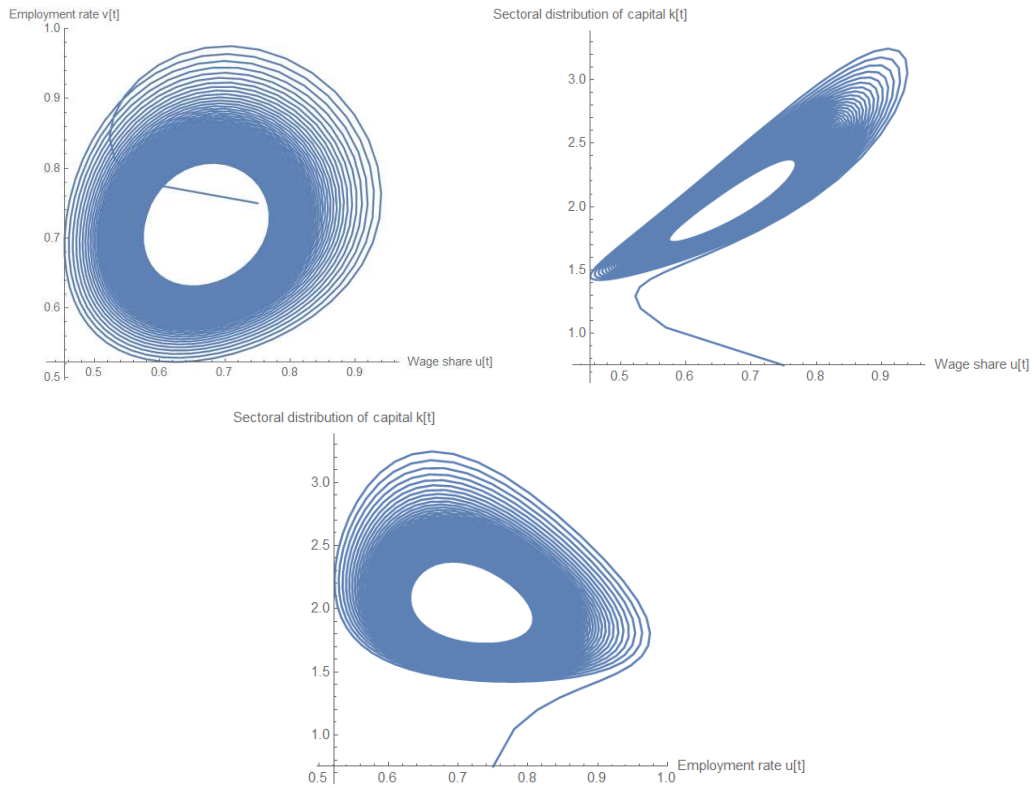 Employment rate v[t]
1.0
0.9
0.8
0.7
0.6
0.5
0.5 0.6 0.7 0.8 0.9
Wage share u[t]
Sectoral distribution of capital k[t]
3.0
2.5
2.0
1.5
1.0
0.5 0.6 0.7 0.8 0.9
Wage share u[t]
Sectoral distribution of capital k[t]
3.0
2.5
2.0
1.5
1.0
0.5 0.6 0.7 0.8 0.9 1.0
Employment rate u[t]